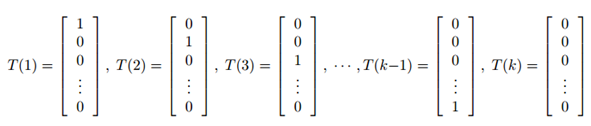 T(1) = [1 0 0 ⋮ 0], T(2) = [0 1 0 ⋮ 0], T(3) = [0 0 1 ⋮ 0], ⋯, T(k−1) = [0 0 0 ⋮ 1], T(k) = [0 0 0 ⋮ 0]